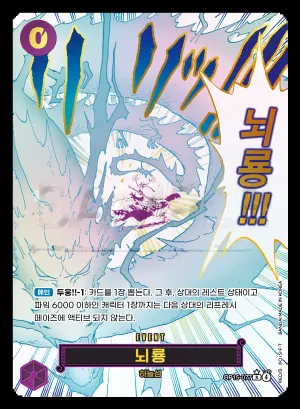 0
뇌룡!!!
메인 두웅!!-1: 카드를 1장 뽑는다. 그 후, 상대의 레스트 상태이고
파워 6000 이하인 캐릭터 1장까지는 다음 상대의 리프레시
페이즈에 액티브 되지 않는다.
EVENT
뇌룡
하늘섬